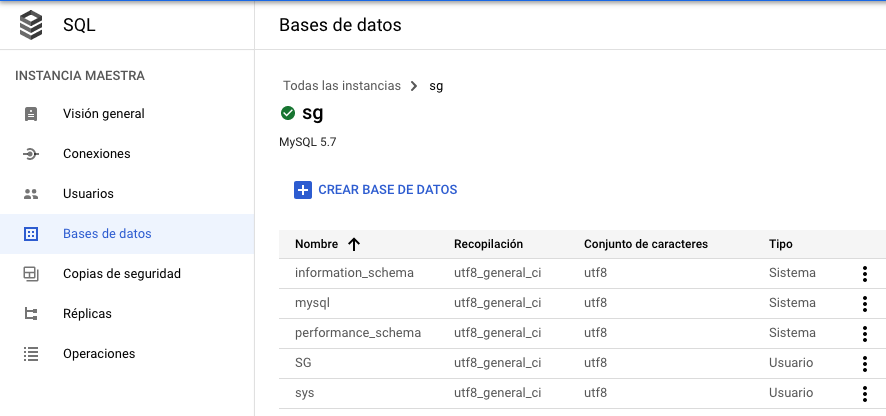 SQL
Bases de datos
INSTANCIA MAESTRA
Visión general
Conexiones
Usuarios
Bases de datos
Copias de seguridad
Réplicas
Operaciones
Todas las instancias > sg
sg
MySQL 5.7
CREAR BASE DE DATOS
Nombre Recopilación Conjunto de caracteres Tipo
information_schema utf8_general_ci utf8 Sistema
mysql utf8_general_ci utf8 Sistema
performance_schema utf8_general_ci utf8 Sistema
SG utf8_general_ci utf8 Usuario
sys utf8_general_ci utf8 Usuario